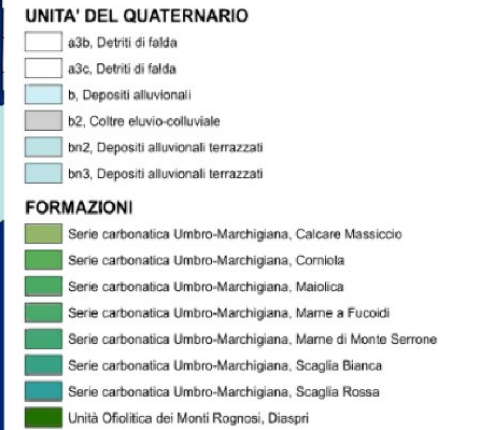 UNITA' DEL QUATERNARIO
a3b, Detriti di falda
a3c, Detriti di falda
b, Depositi alluvionali
b2, Coltre eluvio-colluviale
bn2, Depositi alluvionali terrazzati
bn3, Depositi alluvionali terrazzati
FORMAZIONI
Serie carbonatica Umbro-Marchigiana, Calcare Massiccio
Serie carbonatica Umbro-Marchigiana, Corniola
Serie carbonatica Umbro-Marchigiana, Maiolica
Serie carbonatica Umbro-Marchigiana, Marne a Fucoidi
Serie carbonatica Umbro-Marchigiana, Marne di Monte Serrone
Serie carbonatica Umbro-Marchigiana, Scaglia Bianca
Serie carbonatica Umbro-Marchigiana, Scaglia Rossa
Unità Ofiolitica dei Monti Rognosi, Diaspri